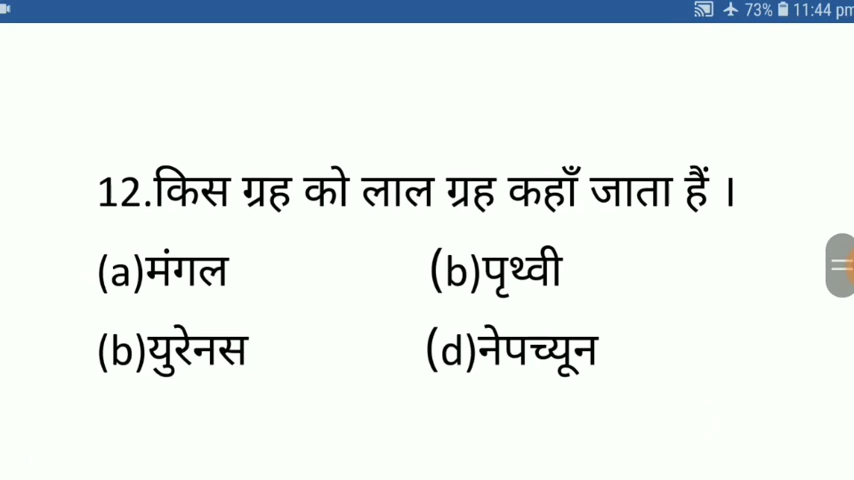 73% 11:44 pm
12.किस ग्रह को लाल ग्रह कहाँ जाता हैं ।
(a)मंगल (b)पृथ्वी
(b)युरेनस (d)नेपच्यून